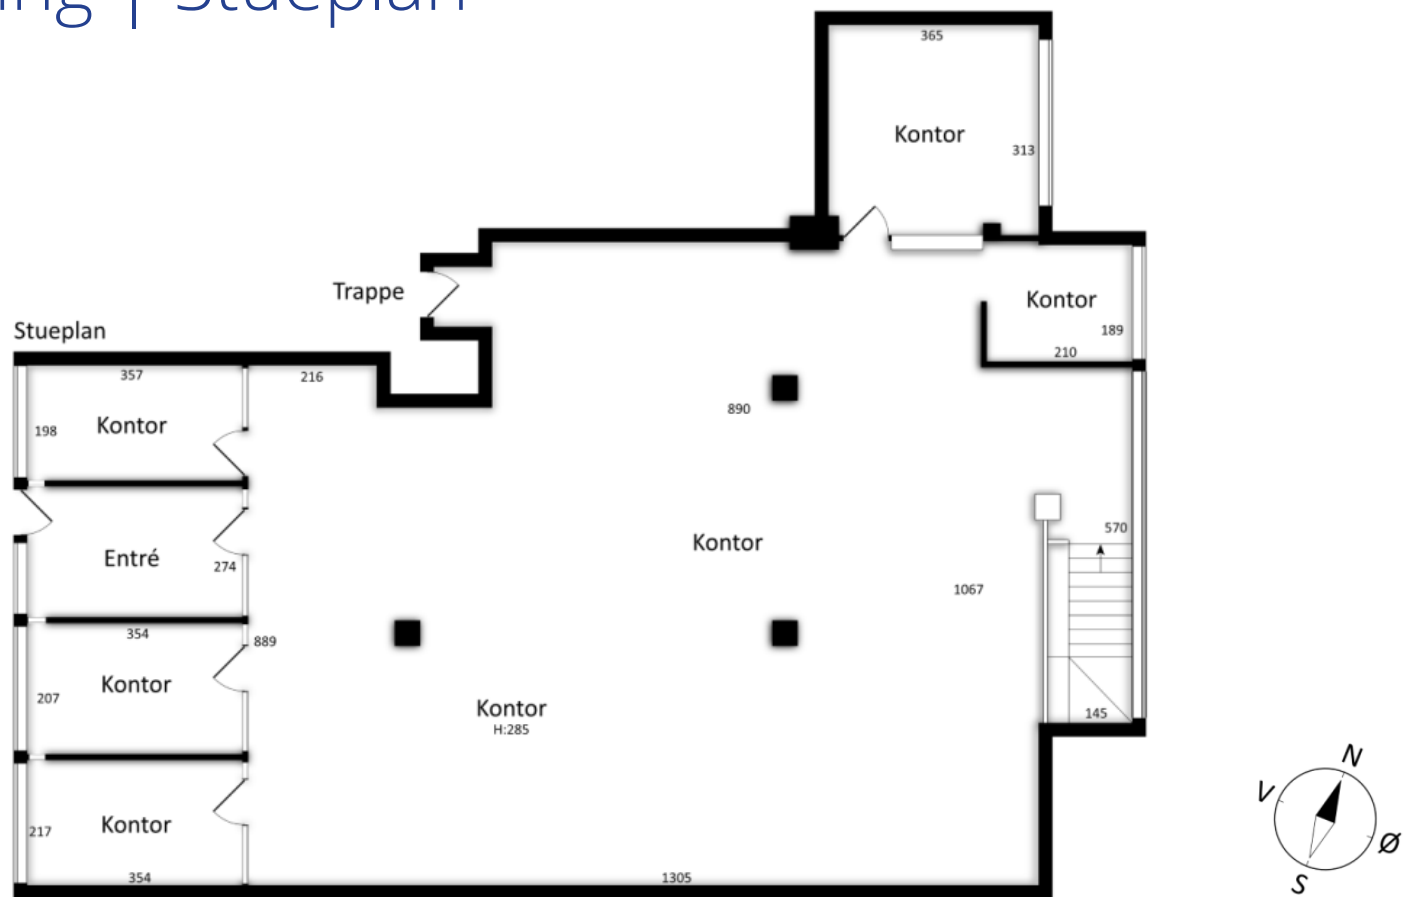 | Stueplan
365
Kontor
313
Trappe
Kontor
189
210
Stueplan
357
216
198
Kontor
890
Kontor
570
Entré
274
1067
354
889
Kontor
207
Kontor
H:285
145
217
Kontor
354
1305
N
V
Ø
S